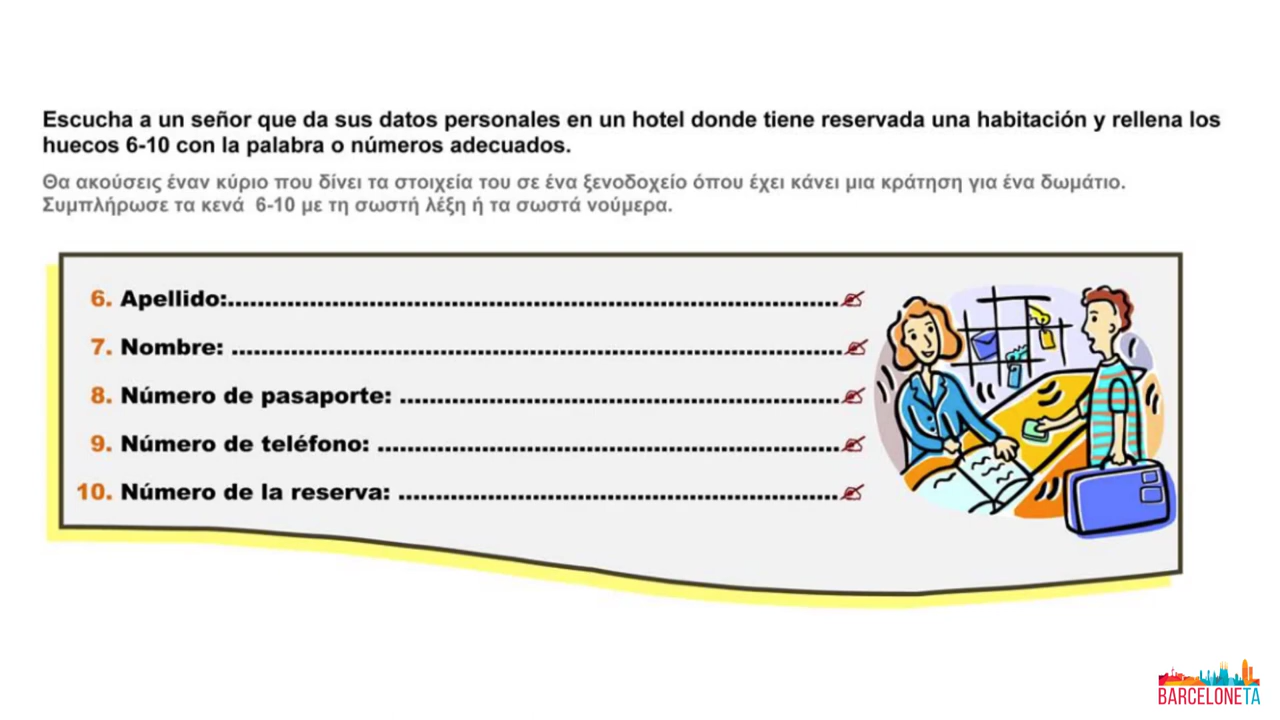 Escucha a un señor que da sus datos personales en un hotel donde tiene reservada una habitación y rellena los
huecos 6-10 con la palabra o números adecuados.
Θα ακούσεις έναν κύριο που δίνει τα στοιχεία του σε ένα ξενοδοχείο όπου έχει κάνει μια κράτηση για ένα δωμάτιο.
Συμπλήρωσε τα κενά 6-10 με τη σωστή λέξη ή τα σωστά νούμερα.
6. Apellido:.................................................................................
7. Nombre: .................................................................................
8. Número de pasaporte: ..........................................................
9. Número de teléfono: .............................................................
10. Número de la reserva: ..........................................................
BARCELONETA